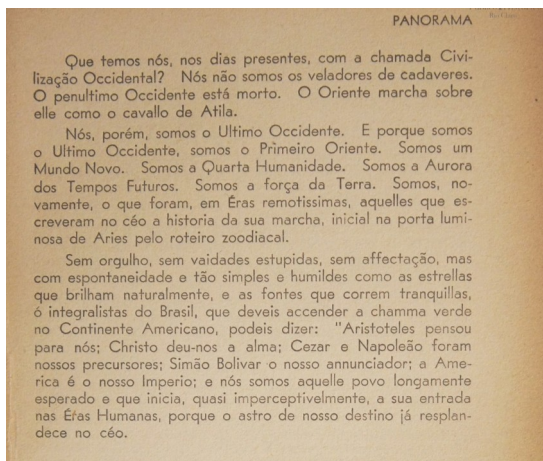 PANORAMA
Que temos nós, nos dias presentes, com a chamada Civi-
lização Occidental? Nós não somos os veladores de cadaveres.
O penultimo Occidente está morto. O Oriente marcha sobre
elle como o cavallo de Atila.
Nós, porém, somos o Ultimo Occidente. E porque somos
o Ultimo Occidente, somos o Primeiro Oriente. Somos um
Mundo Novo. Somos a Quarta Humanidade. Somos a Aurora
dos Tempos Futuros. Somos a força da Terra. Somos, no-
vamente, o que foram, em Éras remotissimas, aquelles que es-
creveram no céo a historia da sua marcha, inicial na porta lumi-
nosa de Aries pelo roteiro zoodiacal.
Sem orgulho, sem vaidades estupidas, sem affectação, mas
com espontaneidade e tão simples e humildes como as estrellas
que brilham naturalmente, e as fontes que correm tranquillas,
ó integralistas do Brasil, que deveis accender a chamma verde
no Continente Americano, podeis dizer: "Aristoteles pensou
para nós; Christo deu-nos a alma; Cezar e Napoleão foram
nossos precursores; Simão Bolivar o nosso annunciador; a Ame-
rica é o nosso Imperio; e nós somos aquelle povo longamente
esperado e que inicia, quasi imperceptivelmente, a sua entrada
nas Éras Humanas, porque o astro de nosso destino já resplan-
dece no céo.